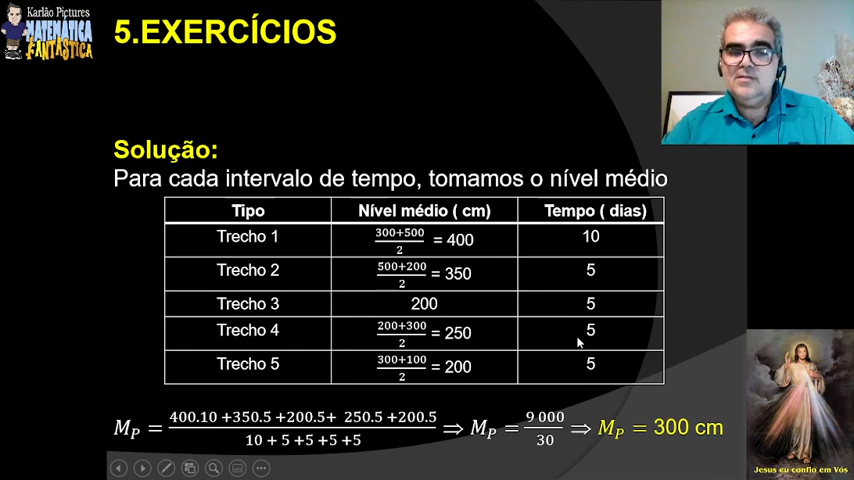 Karlão Pictures
MATEMÁTICA
FANTÁSTICA
5.EXERCÍCIOS
Solução:
Para cada intervalo de tempo, tomamos o nível médio
Tipo Nível médio ( cm) Tempo ( dias)
Trecho 1 300+500/2 = 400 10
Trecho 2 500+200/2 = 350 5
Trecho 3 200 5
Trecho 4 200+300/2 = 250 5
Trecho 5 300+100/2 = 200 5
M_P = 400.10 +350.5 +200.5+ 250.5 +200.5/10 + 5 +5 +5 +5 ⇒ M_P = 9 000/30 ⇒ M_P = 300 cm
Jesus eu confio em Vós